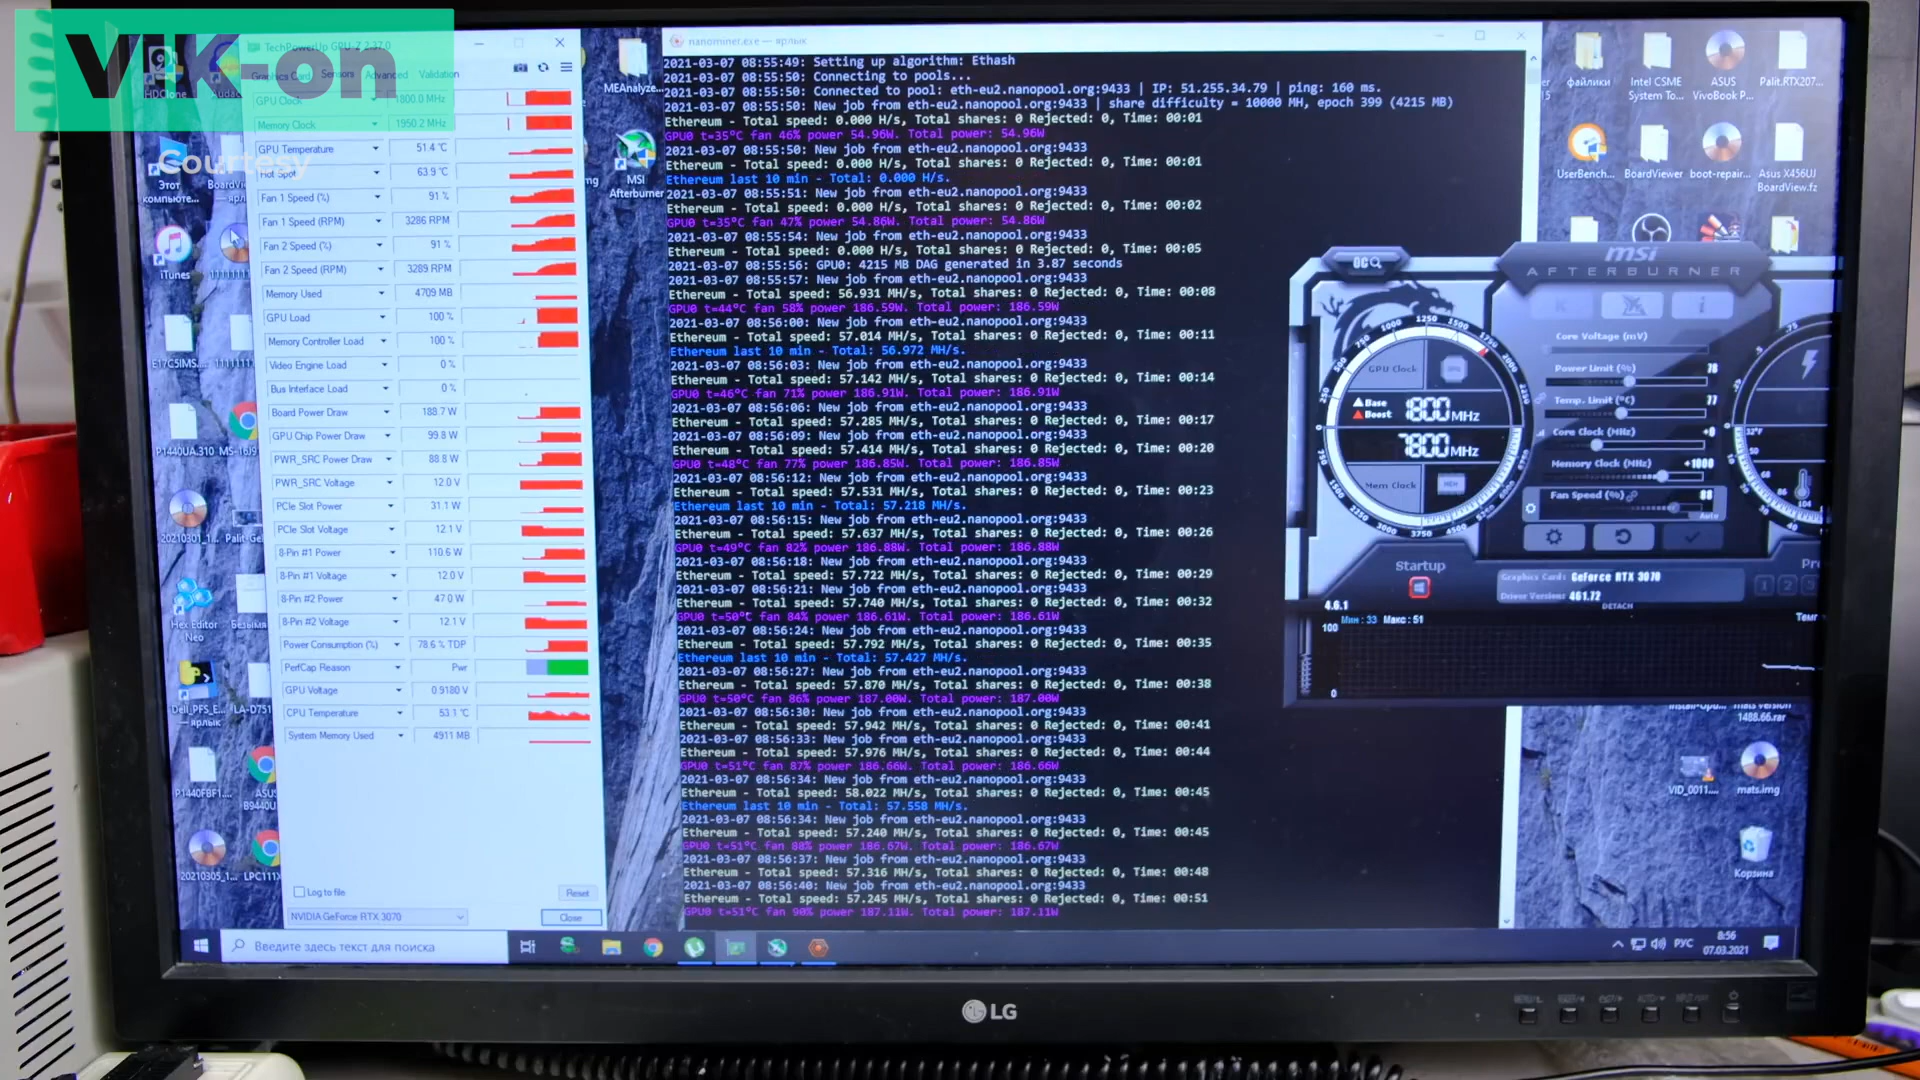 VIK-on
Courtesy
TechPowerUp GPU-Z 2.37.0
Graphics Card Sensors Advanced Validation
GPU Clock 1800.0 MHz
Memory Clock 1950.2 MHz
GPU Temperature 51.4 °C
Hot Spot 63.9 °C
Fan 1 Speed (%) 91 %
Fan 1 Speed (RPM) 3286 RPM
Fan 2 Speed (%) 91 %
Fan 2 Speed (RPM) 3289 RPM
Memory Used 4709 MB
GPU Load 100 %
Memory Controller Load 100 %
Video Engine Load 0 %
Bus Interface Load 0 %
Board Power Draw 188.7 W
GPU Chip Power Draw 99.8 W
PWR_SRC Power Draw 88.8 W
PWR_SRC Voltage 12.0 V
PCIe Slot Power 31.1 W
PCIe Slot Voltage 12.1 V
8-Pin #1 Power 110.6 W
8-Pin #1 Voltage 12.0 V
8-Pin #2 Power 47.0 W
8-Pin #2 Voltage 12.1 V
Power Consumption (%) 78.6 % TDP
PerfCap Reason Pwr
GPU Voltage 0.9180 V
CPU Temperature 53.1 °C
System Memory Used 4911 MB
Log to file
Reset
NVIDIA GeForce RTX 3070
Close
HDClone
Этот компьюте...
iTunes
P1440UA.310
20210301_1...
Hex Editor Neo
Dell_PFS_E... — ярлык
LA-D751
20210305_1...
MEAnalyze...
MSI Afterburner
nanominer.exe — ярлык
2021-03-07 08:55:49: Setting up algorithm: Ethash
2021-03-07 08:55:50: Connecting to pools...
2021-03-07 08:55:50: Connected to pool: eth-eu2.nanopool.org:9433 | IP: 51.255.34.79 | ping: 160 ms.
2021-03-07 08:55:50: New job from eth-eu2.nanopool.org:9433 | share difficulty = 10000 MH, epoch 399 (4215 MB)
Ethereum - Total speed: 0.000 H/s, Total shares: 0 Rejected: 0, Time: 00:01
GPU0 t=35°C fan 46% power 54.96W. Total power: 54.96W
2021-03-07 08:55:50: New job from eth-eu2.nanopool.org:9433
Ethereum - Total speed: 0.000 H/s, Total shares: 0 Rejected: 0, Time: 00:01
Ethereum last 10 min - Total: 0.000 H/s.
2021-03-07 08:55:51: New job from eth-eu2.nanopool.org:9433
Ethereum - Total speed: 0.000 H/s, Total shares: 0 Rejected: 0, Time: 00:02
GPU0 t=35°C fan 47% power 54.86W. Total power: 54.86W
2021-03-07 08:55:54: New job from eth-eu2.nanopool.org:9433
Ethereum - Total speed: 0.000 H/s, Total shares: 0 Rejected: 0, Time: 00:05
2021-03-07 08:55:56: GPU0: 4215 MB DAG generated in 3.87 seconds
2021-03-07 08:55:57: New job from eth-eu2.nanopool.org:9433
Ethereum - Total speed: 56.931 MH/s, Total shares: 0 Rejected: 0, Time: 00:08
GPU0 t=44°C fan 58% power 186.59W. Total power: 186.59W
2021-03-07 08:56:00: New job from eth-eu2.nanopool.org:9433
Ethereum - Total speed: 57.014 MH/s, Total shares: 0 Rejected: 0, Time: 00:11
Ethereum last 10 min - Total: 56.972 MH/s.
2021-03-07 08:56:03: New job from eth-eu2.nanopool.org:9433
Ethereum - Total speed: 57.142 MH/s, Total shares: 0 Rejected: 0, Time: 00:14
GPU0 t=46°C fan 71% power 186.91W. Total power: 186.91W
2021-03-07 08:56:06: New job from eth-eu2.nanopool.org:9433
Ethereum - Total speed: 57.285 MH/s, Total shares: 0 Rejected: 0, Time: 00:17
2021-03-07 08:56:09: New job from eth-eu2.nanopool.org:9433
Ethereum - Total speed: 57.414 MH/s, Total shares: 0 Rejected: 0, Time: 00:20
GPU0 t=48°C fan 77% power 186.85W. Total power: 186.85W
2021-03-07 08:56:12: New job from eth-eu2.nanopool.org:9433
Ethereum - Total speed: 57.531 MH/s, Total shares: 0 Rejected: 0, Time: 00:23
Ethereum last 10 min - Total: 57.218 MH/s.
2021-03-07 08:56:15: New job from eth-eu2.nanopool.org:9433
Ethereum - Total speed: 57.637 MH/s, Total shares: 0 Rejected: 0, Time: 00:26
GPU0 t=49°C fan 82% power 186.88W. Total power: 186.88W
2021-03-07 08:56:18: New job from eth-eu2.nanopool.org:9433
Ethereum - Total speed: 57.722 MH/s, Total shares: 0 Rejected: 0, Time: 00:29
2021-03-07 08:56:21: New job from eth-eu2.nanopool.org:9433
Ethereum - Total speed: 57.740 MH/s, Total shares: 0 Rejected: 0, Time: 00:32
GPU0 t=50°C fan 84% power 186.61W. Total power: 186.61W
2021-03-07 08:56:24: New job from eth-eu2.nanopool.org:9433
Ethereum - Total speed: 57.792 MH/s, Total shares: 0 Rejected: 0, Time: 00:35
Ethereum last 10 min - Total: 57.427 MH/s.
2021-03-07 08:56:27: New job from eth-eu2.nanopool.org:9433
Ethereum - Total speed: 57.870 MH/s, Total shares: 0 Rejected: 0, Time: 00:38
GPU0 t=50°C fan 86% power 187.00W. Total power: 187.00W
2021-03-07 08:56:30: New job from eth-eu2.nanopool.org:9433
Ethereum - Total speed: 57.942 MH/s, Total shares: 0 Rejected: 0, Time: 00:41
2021-03-07 08:56:33: New job from eth-eu2.nanopool.org:9433
Ethereum - Total speed: 57.976 MH/s, Total shares: 0 Rejected: 0, Time: 00:44
GPU0 t=51°C fan 87% power 186.66W. Total power: 186.66W
2021-03-07 08:56:34: New job from eth-eu2.nanopool.org:9433
Ethereum - Total speed: 58.022 MH/s, Total shares: 0 Rejected: 0, Time: 00:45
Ethereum last 10 min - Total: 57.558 MH/s.
2021-03-07 08:56:34: New job from eth-eu2.nanopool.org:9433
Ethereum - Total speed: 57.240 MH/s, Total shares: 0 Rejected: 0, Time: 00:45
GPU0 t=51°C fan 88% power 186.67W. Total power: 186.67W
2021-03-07 08:56:37: New job from eth-eu2.nanopool.org:9433
Ethereum - Total speed: 57.316 MH/s, Total shares: 0 Rejected: 0, Time: 00:48
2021-03-07 08:56:40: New job from eth-eu2.nanopool.org:9433
Ethereum - Total speed: 57.245 MH/s, Total shares: 0 Rejected: 0, Time: 00:51
GPU0 t=51°C fan 90% power 187.11W. Total power: 187.11W
файлики
Intel CSME System To...
ASUS VivoBook P...
Palit.RTX207...
UserBench...
BoardViewer
boot-repair...
Asus X456UJ BoardView.fz
msi
AFTERBURNER
OC
GPU Clock
Base
Boost
1800 MHz
7800 MHz
Mem Clock
MEM
Core Voltage (mV)
Power Limit (%) 78
Temp. Limit (°C) 77
Core Clock (MHz) +0
Memory Clock (MHz) +1000
Fan Speed (%) 88
Auto
Startup
Graphics Card: GeForce RTX 3070
Driver Version: 461.72
DETACH
4.6.1
Мин : 33 Макс : 51
100
0
1488.66.rar
VID_0011....
mats.img
Корзина
Введите здесь текст для поиска
РУС
8:56
07.03.2021
LG